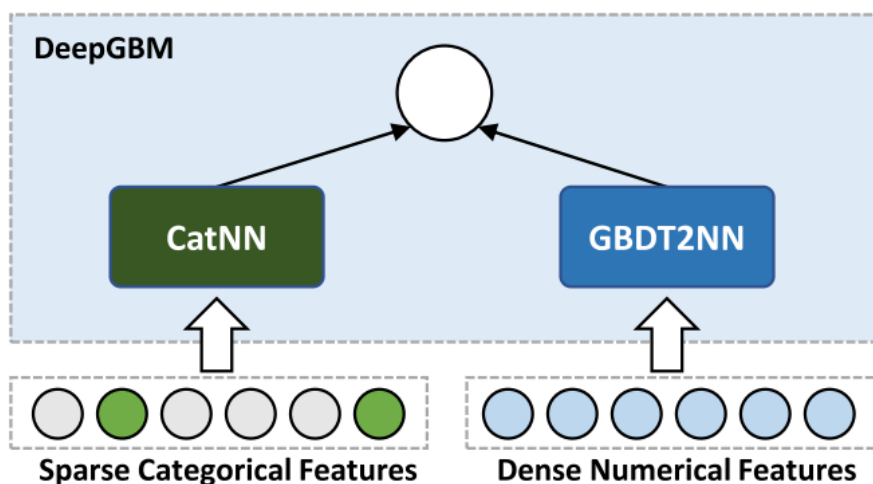 DeepGBM
CatNN
GBDT2NN
Sparse Categorical Features
Dense Numerical Features